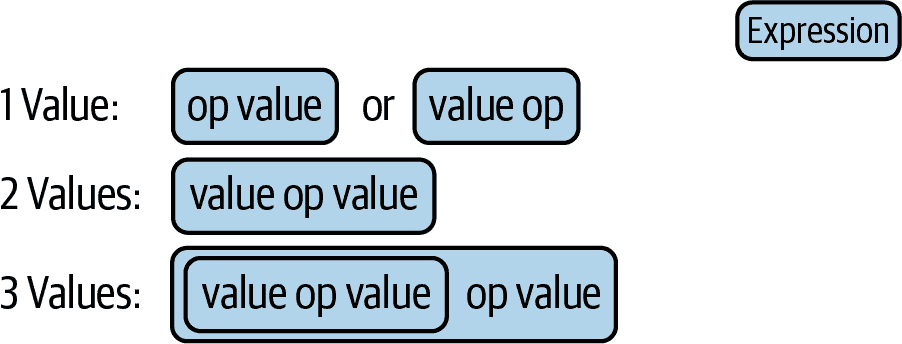 Expression
1 Value: op value or value op
2 Values: value op value
3 Values: value op value op value